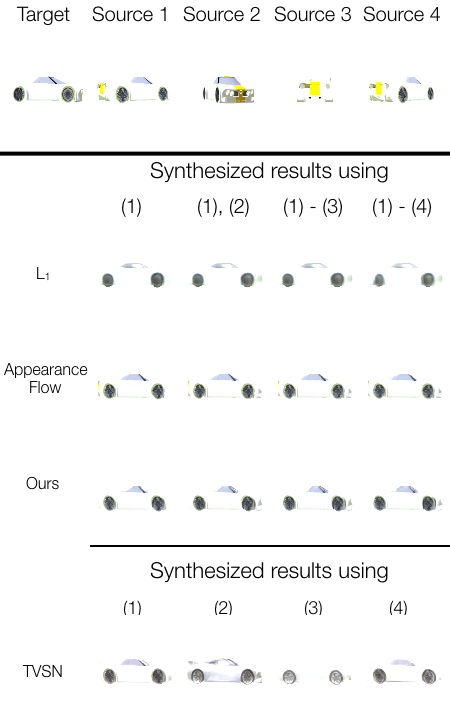 Target Source 1 Source 2 Source 3 Source 4
Synthesized results using
(1) (1), (2) (1) - (3) (1) - (4)
L₁
Appearance
Flow
Ours
Synthesized results using
(1) (2) (3) (4)
TVSN